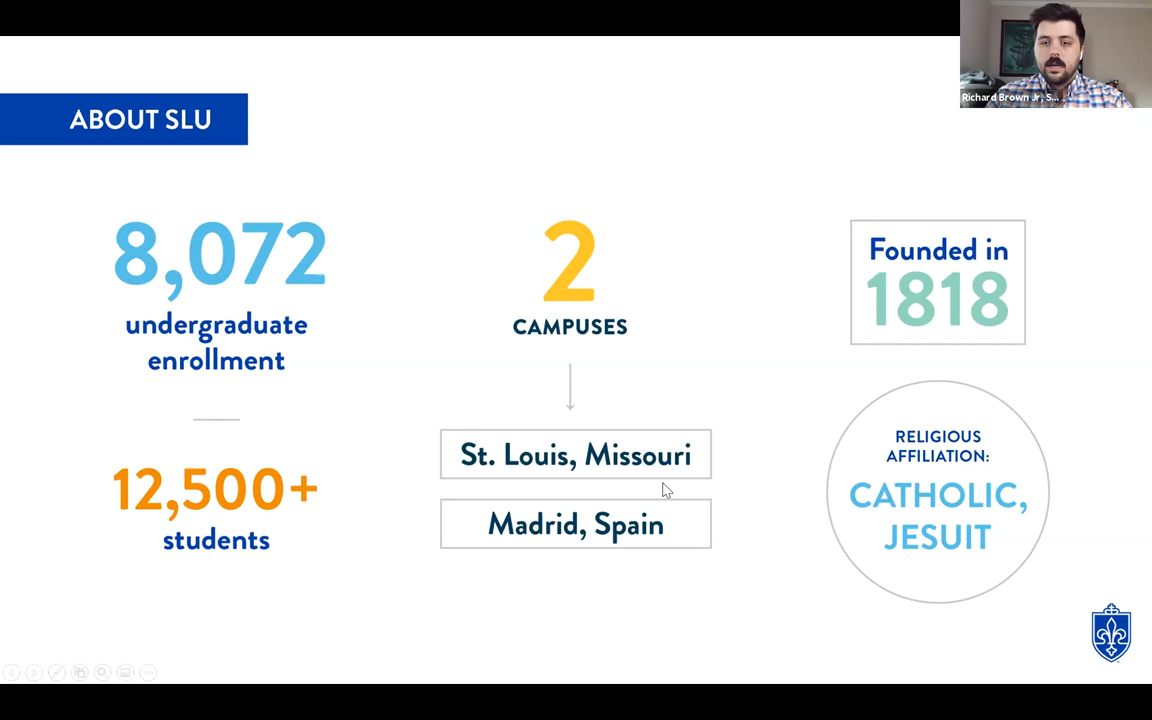 Richard Brown Jr, S...
ABOUT SLU
8,072
undergraduate
enrollment
12,500+
students
2
CAMPUSES
St. Louis, Missouri
Madrid, Spain
Founded in
1818
RELIGIOUS
AFFILIATION:
CATHOLIC,
JESUIT